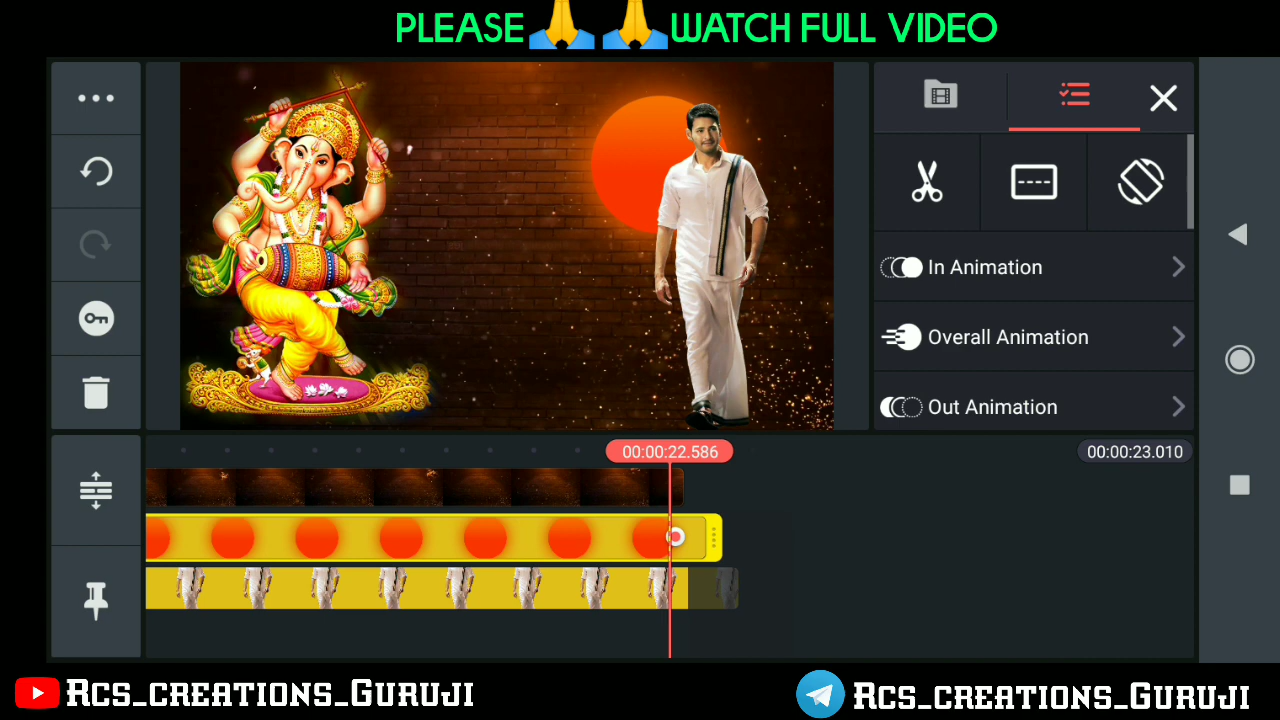 PLEASE🙏 🙏WATCH FULL VIDEO
In Animation
Overall Animation
Out Animation
00:00:22.586
00:00:23.010
Rcs_creations_Guruji
Rcs_creations_Guruji